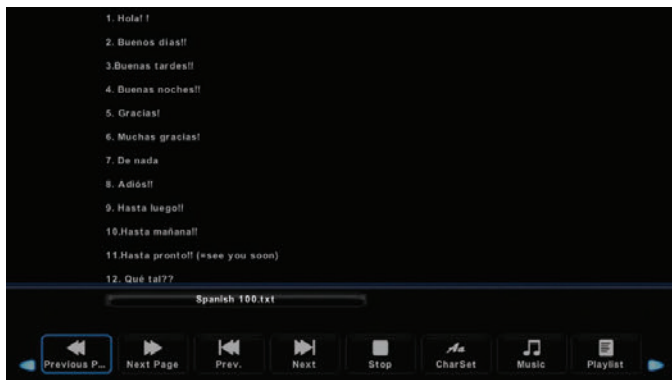 1. Hola! !
2. Buenos días!!
3.Buenas tardes!!
4. Buenas noches!!
5. Gracias!
6. Muchas gracias!
7. De nada
8. Adiós!!
9. Hasta luego!!
10.Hasta mañana!!
11.Hasta pronto!! (=see you soon)
12. Qué tal??
Spanish 100.txt
Previous P... Next Page Prev. Next Stop CharSet Music Playlist